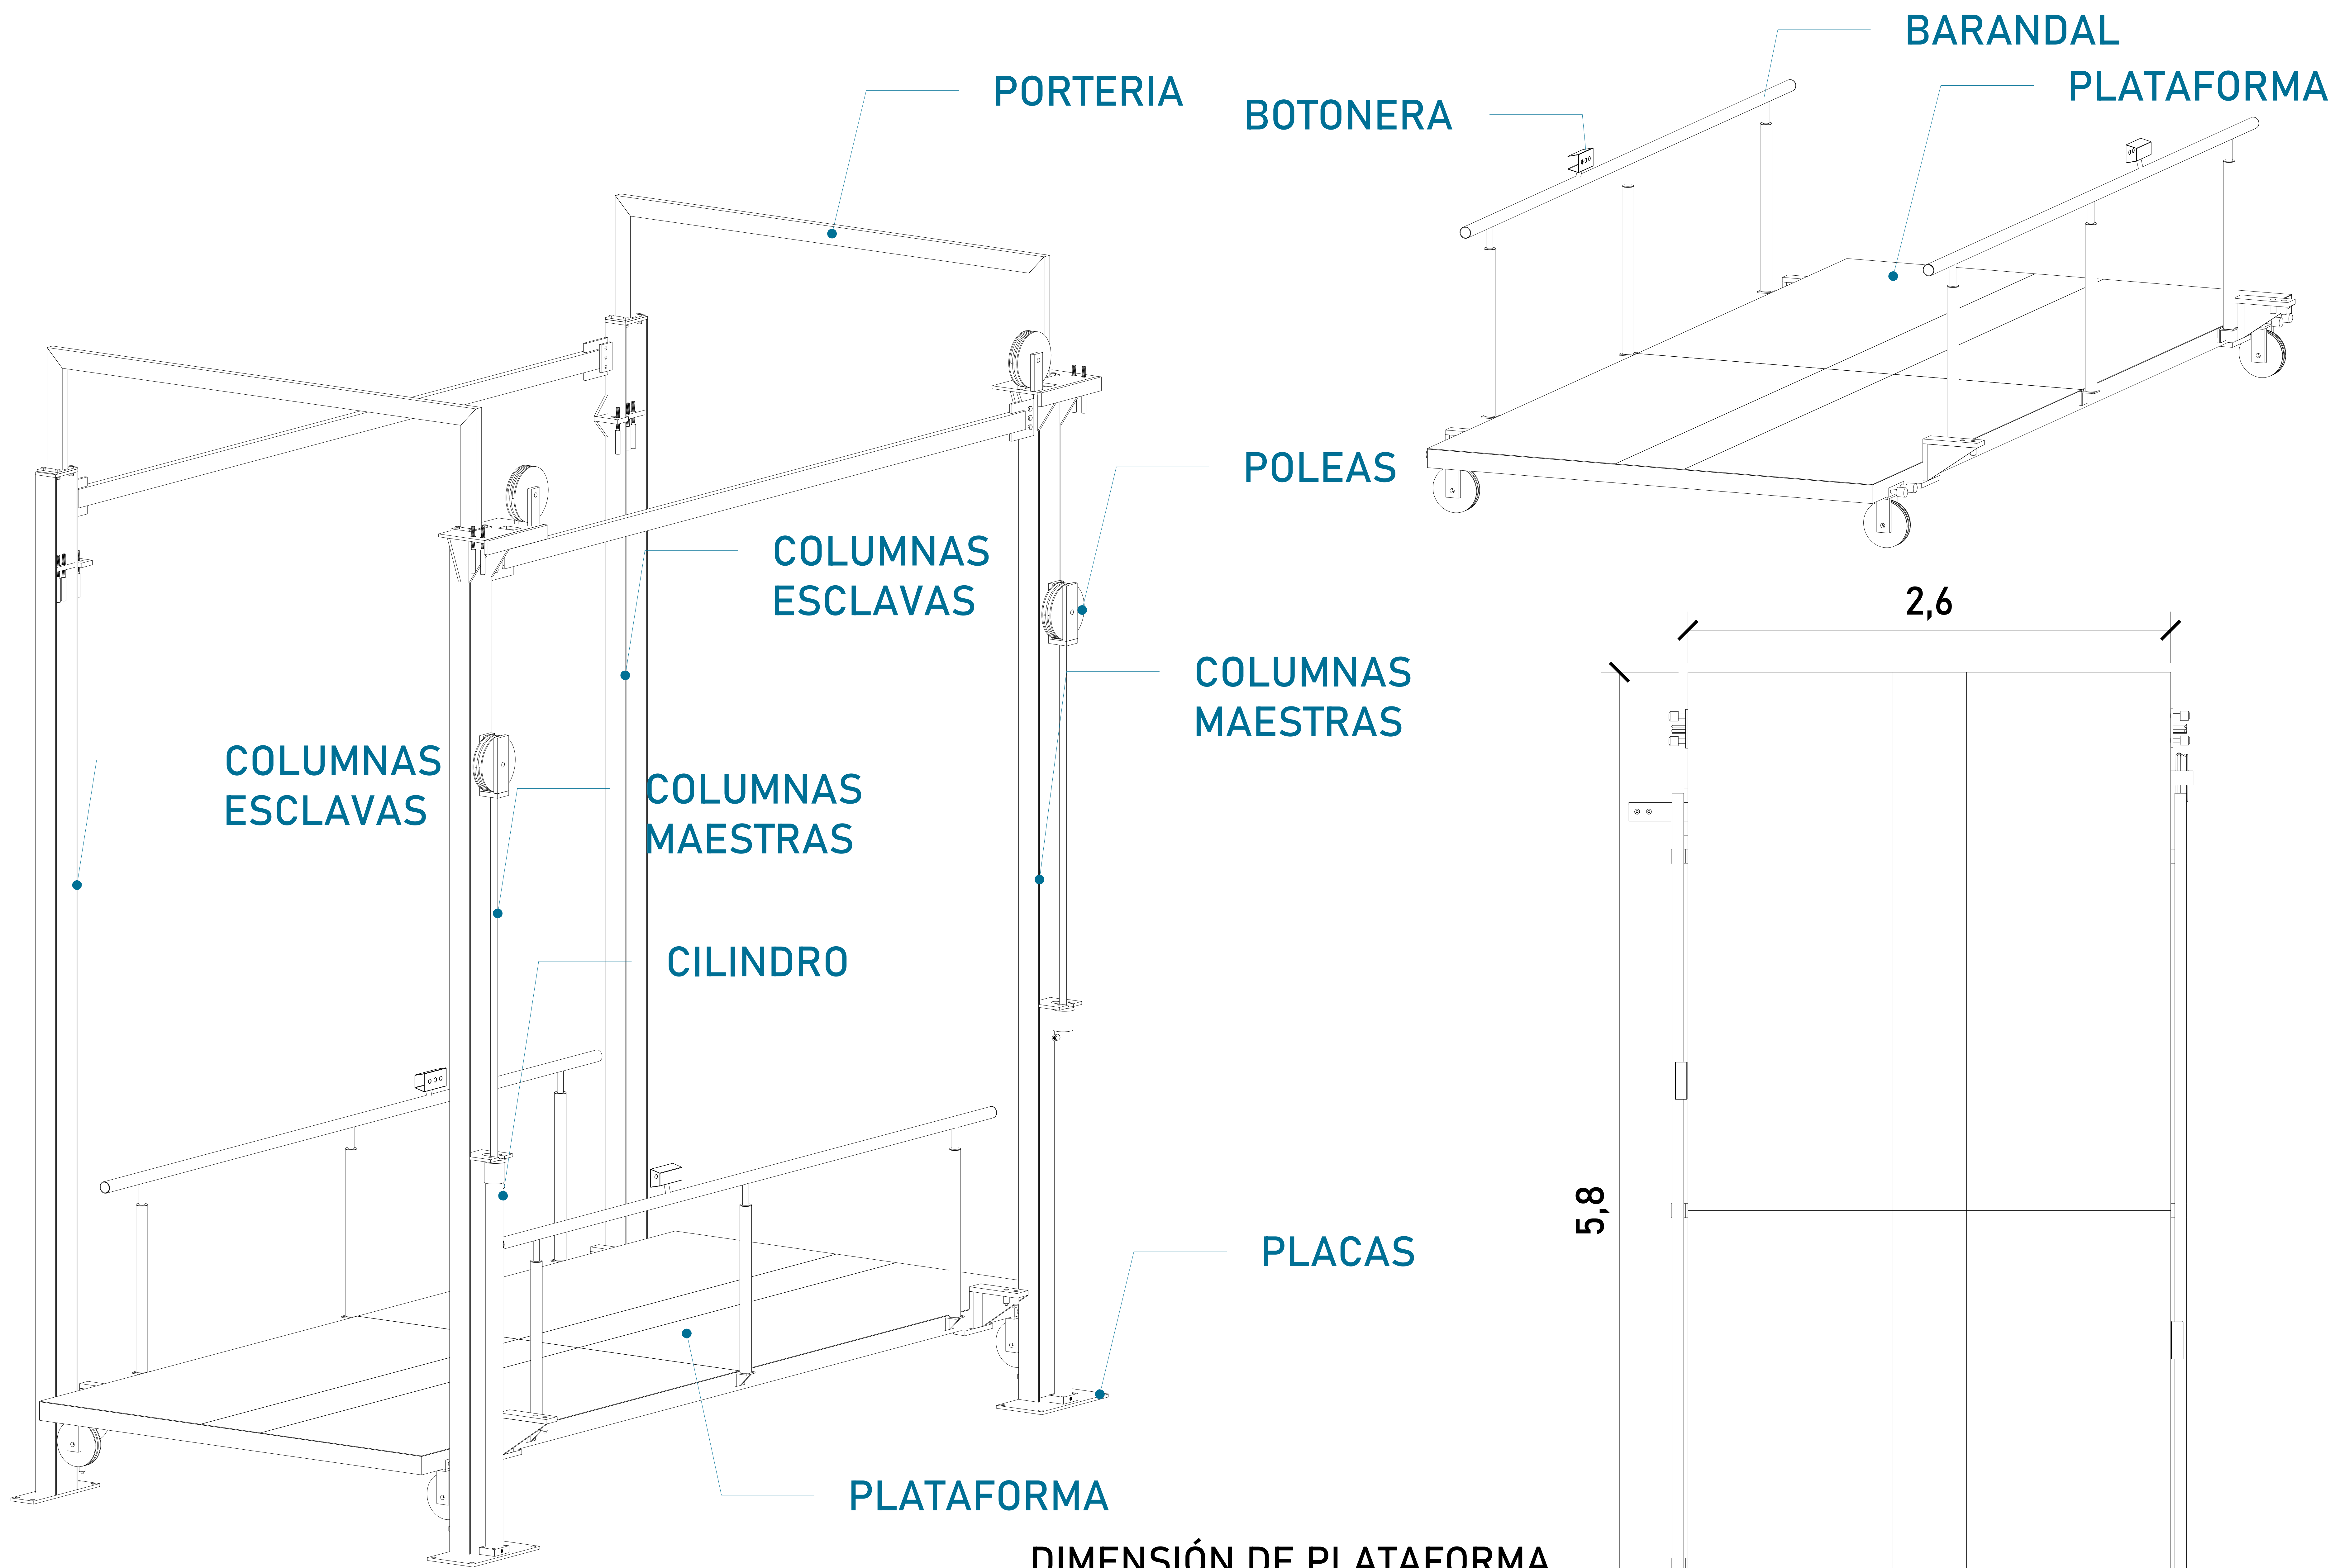 BARANDAL
PORTERIA
BOTONERA
PLATAFORMA
POLEAS
COLUMNAS
ESCLAVAS
2,6
COLUMNAS
MAESTRAS
COLUMNAS
ESCLAVAS
COLUMNAS
MAESTRAS
CILINDRO
5,8
PLACAS
PLATAFORMA
DIMENSIÓN DE PLATAFORMA